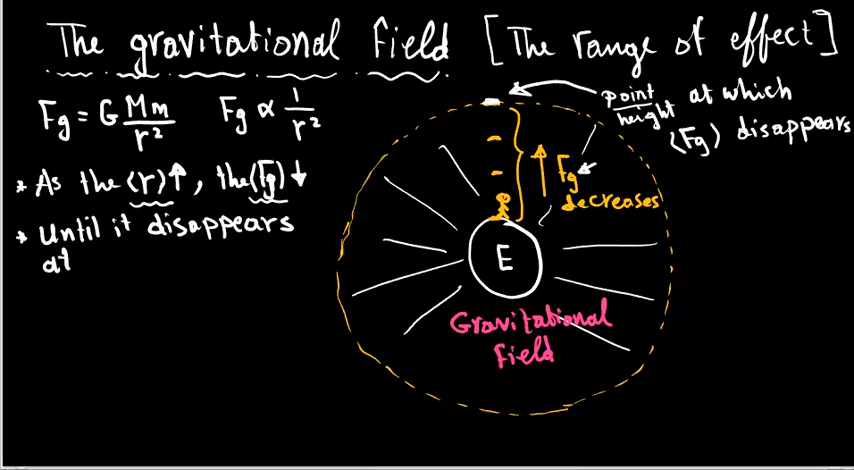 The gravitational Field [The range of effect]
Fg = G Mm/r² Fg ∝ 1/r²
* As the (r)↑, the (Fg)↓
* Until it disappears
at
point/height at which
(Fg) disappears
Fg
decreases
E
Gravitational
Field